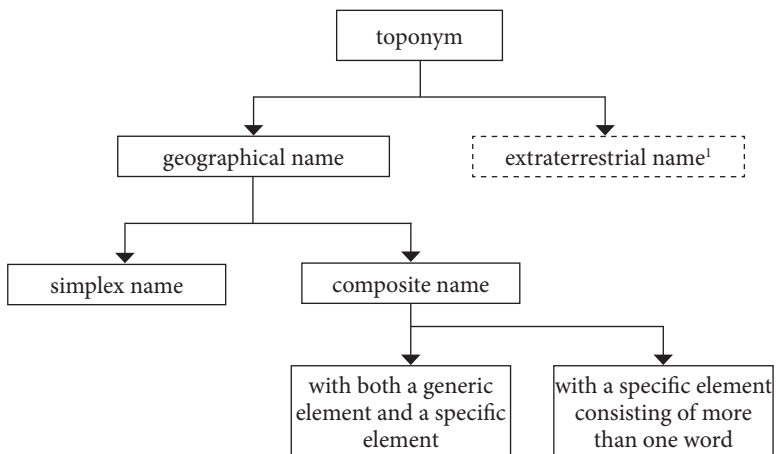 toponym
geographical name
extraterrestrial name¹
simplex name
composite name
with both a generic
element and a specific
element
with a specific element
consisting of more
than one word